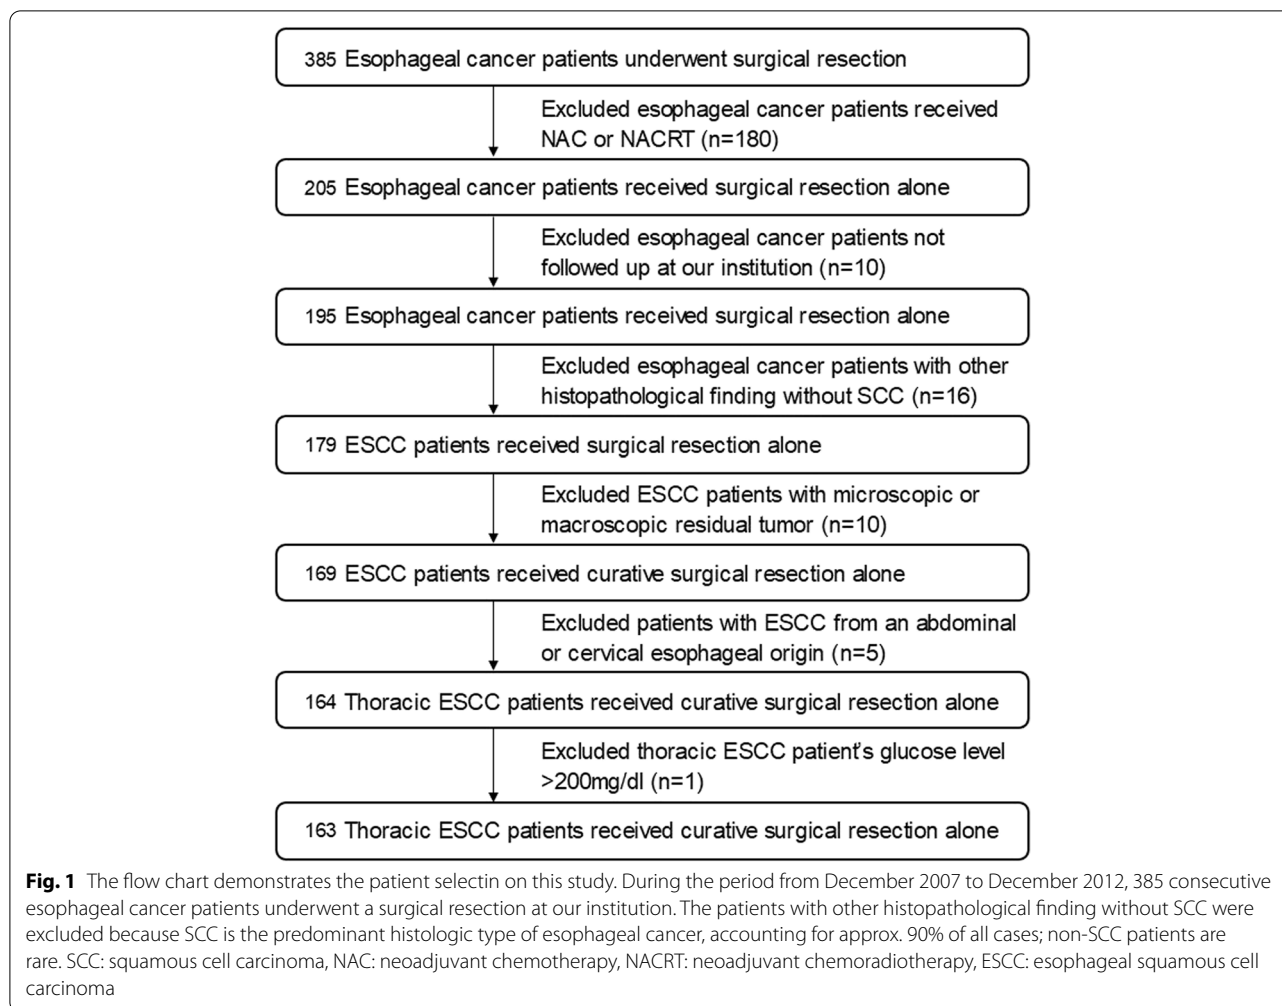 385 Esophageal cancer patients underwent surgical resection
Excluded esophageal cancer patients received
NAC or NACRT (n=180)
205 Esophageal cancer patients received surgical resection alone
Excluded esophageal cancer patients not
followed up at our institution (n=10)
195 Esophageal cancer patients received surgical resection alone
Excluded esophageal cancer patients with other
histopathological finding without SCC (n=16)
179 ESCC patients received surgical resection alone
Excluded ESCC patients with microscopic or
macroscopic residual tumor (n=10)
169 ESCC patients received curative surgical resection alone
Excluded patients with ESCC from an abdominal
or cervical esophageal origin (n=5)
164 Thoracic ESCC patients received curative surgical resection alone
Excluded thoracic ESCC patient's glucose level
>200mg/dl (n=1)
163 Thoracic ESCC patients received curative surgical resection alone
Fig. 1 The flow chart demonstrates the patient selectin on this study. During the period from December 2007 to December 2012, 385 consecutive
esophageal cancer patients underwent a surgical resection at our institution. The patients with other histopathological finding without SCC were
excluded because SCC is the predominant histologic type of esophageal cancer, accounting for approx. 90% of all cases; non-SCC patients are
rare. SCC: squamous cell carcinoma, NAC: neoadjuvant chemotherapy, NACRT: neoadjuvant chemoradiotherapy, ESCC: esophageal squamous cell
carcinoma